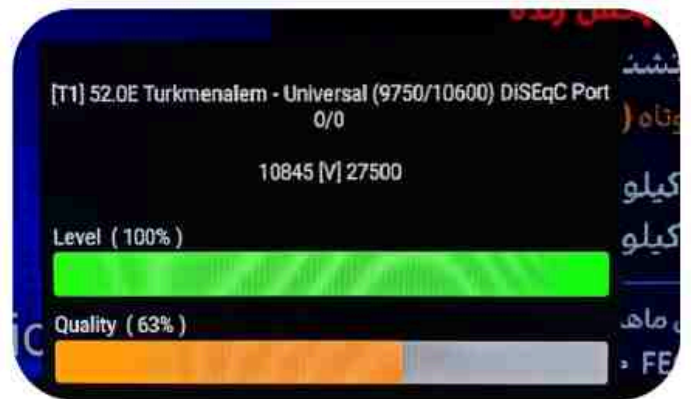 [T1] 52.0E Turkmenalem - Universal (9750/10600) DiSEqC Port
0/0
10845 [V] 27500
Level ( 100% )
Quality ( 63% )
کیلو
کیلو
FE